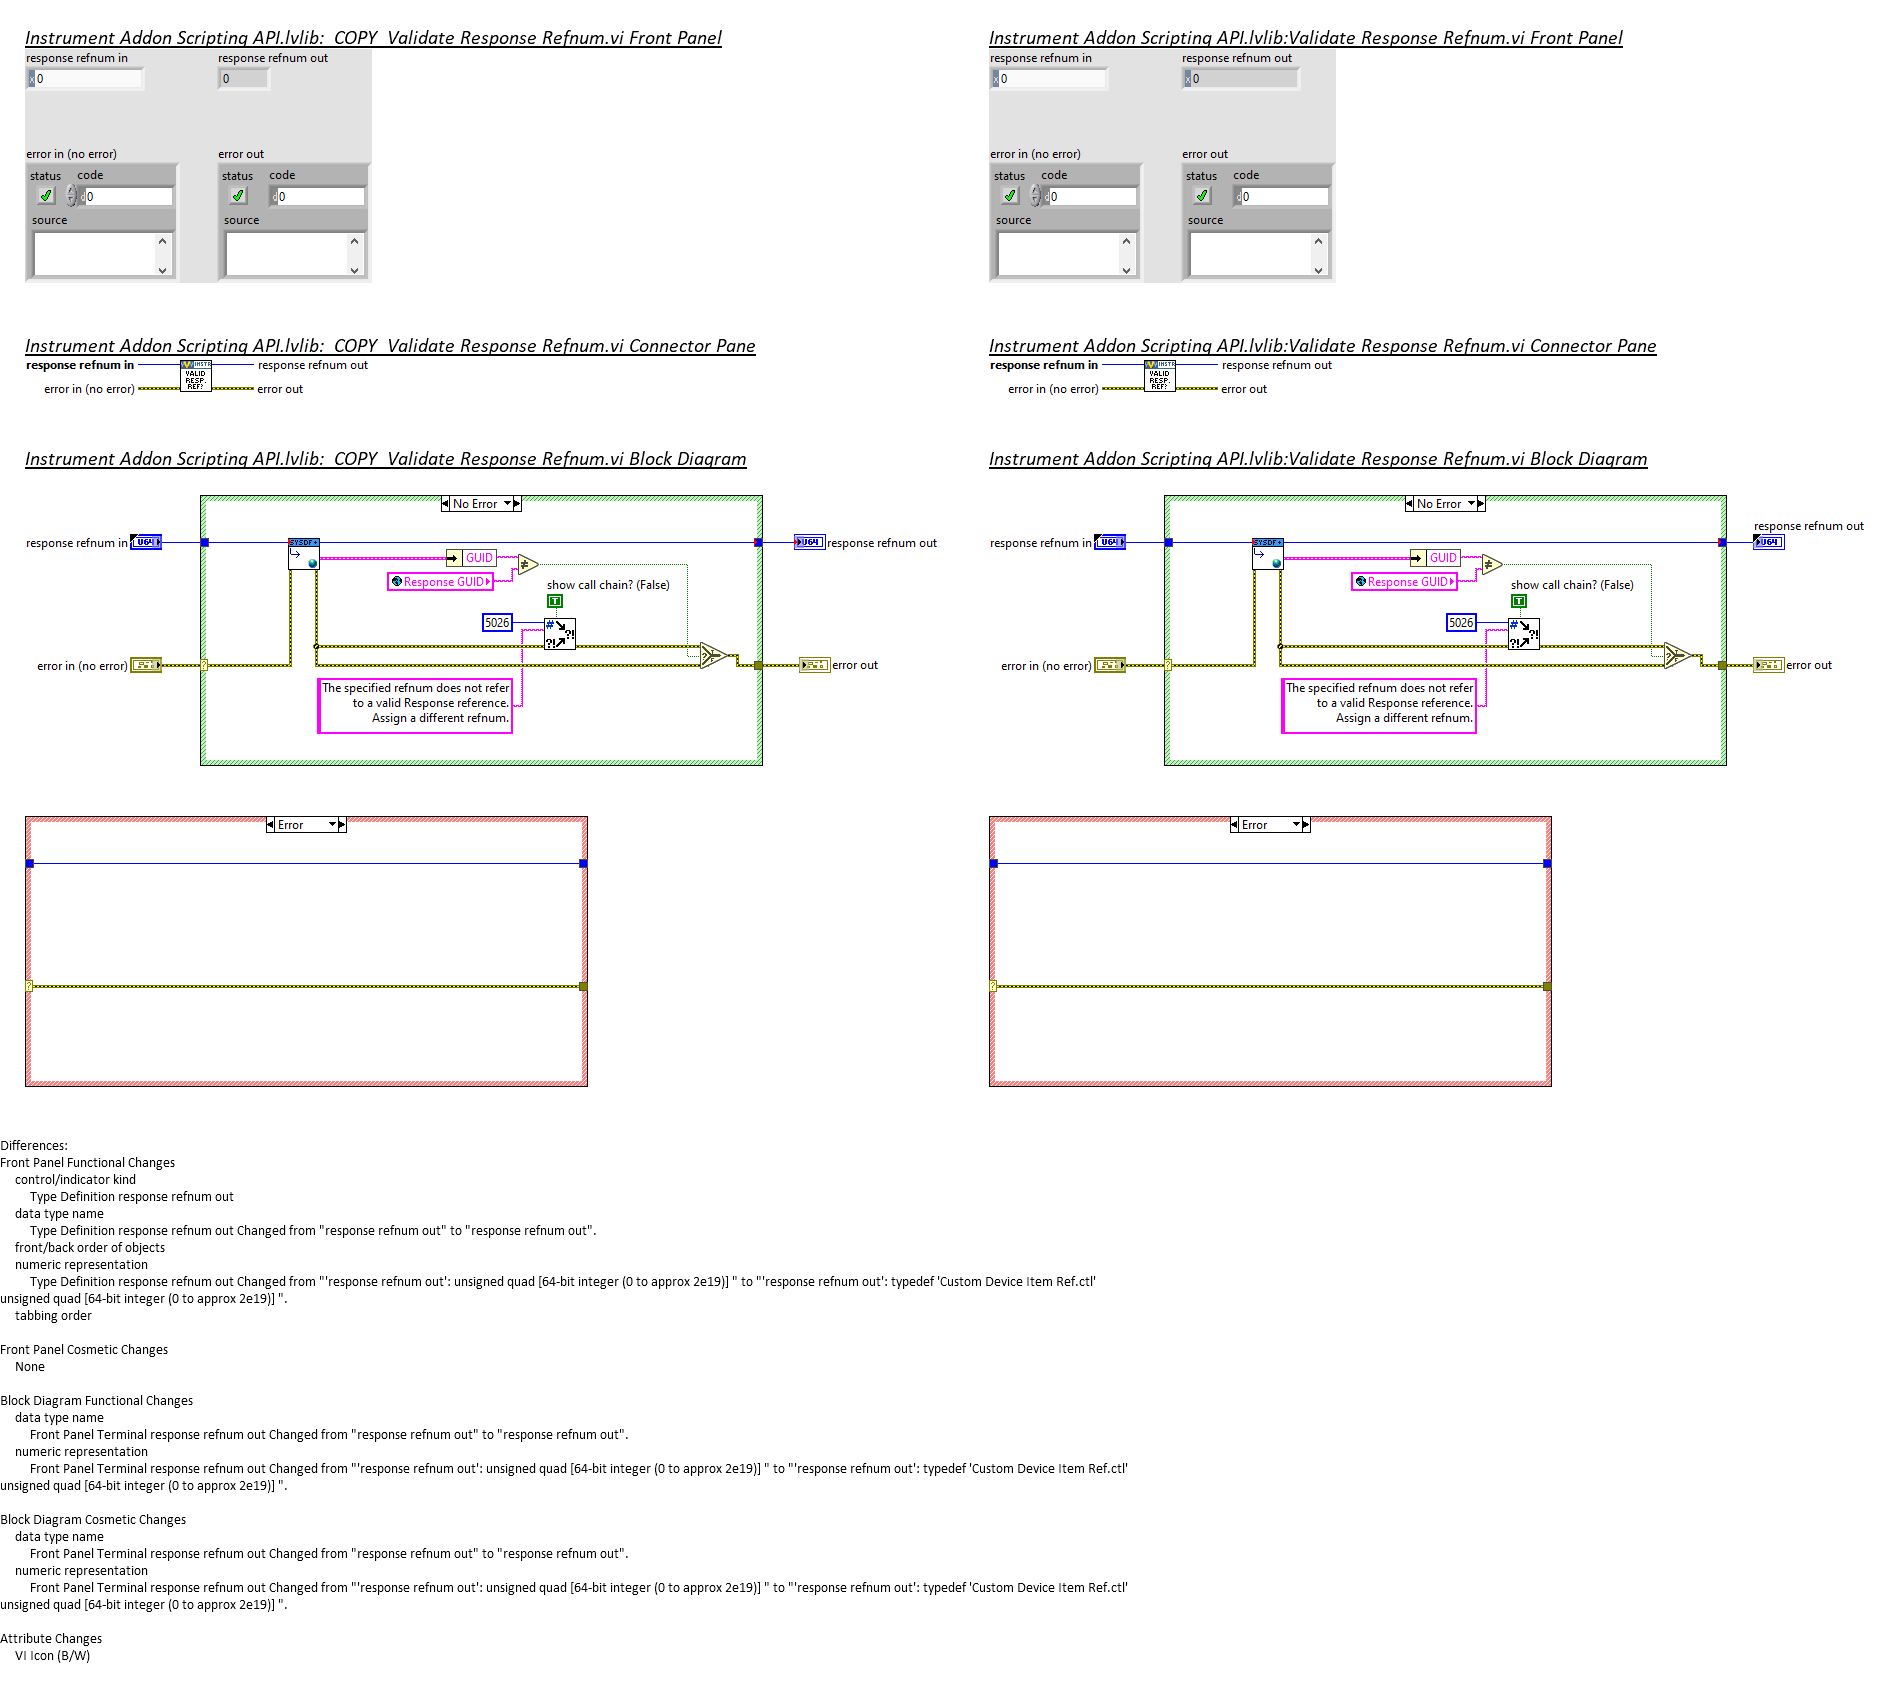 Instrument Addon Scripting API.lvlib:  COPY  Validate Response Refnum.vi Front Panel
response refnum in
response refnum out
x 0
0
error in (no error)
error out
status
code
status
code
d 0
d 0
source
source
Instrument Addon Scripting API.lvlib:Validate Response Refnum.vi Front Panel
response refnum in
response refnum out
x 0
x 0
error in (no error)
error out
status
code
status
code
d 0
d 0
source
source
Instrument Addon Scripting API.lvlib:  COPY  Validate Response Refnum.vi Connector Pane
response refnum in
response refnum out
INSTR
VALID
RESP.
REF?
error in (no error)
error out
Instrument Addon Scripting API.lvlib:Validate Response Refnum.vi Connector Pane
response refnum in
response refnum out
INSTR
VALID
RESP.
REF?
error in (no error)
error out
Instrument Addon Scripting API.lvlib:  COPY  Validate Response Refnum.vi Block Diagram
No Error
response refnum in
U64
SYSDF
U64
response refnum out
GUID
Response GUID
show call chain? (False)
T
5026
error in (no error)
error out
The specified refnum does not refer
to a valid Response reference.
Assign a different refnum.
Error
Instrument Addon Scripting API.lvlib:Validate Response Refnum.vi Block Diagram
No Error
response refnum out
response refnum in
U64
SYSDF
U64
GUID
Response GUID
show call chain? (False)
T
5026
error in (no error)
error out
The specified refnum does not refer
to a valid Response reference.
Assign a different refnum.
Error
Differences:
Front Panel Functional Changes
control/indicator kind
Type Definition response refnum out
data type name
Type Definition response refnum out Changed from "response refnum out" to "response refnum out".
front/back order of objects
numeric representation
Type Definition response refnum out Changed from "'response refnum out': unsigned quad [64-bit integer (0 to approx 2e19)] " to "'response refnum out': typedef 'Custom Device Item Ref.ctl'
unsigned quad [64-bit integer (0 to approx 2e19)] ".
tabbing order
Front Panel Cosmetic Changes
None
Block Diagram Functional Changes
data type name
Front Panel Terminal response refnum out Changed from "response refnum out" to "response refnum out".
numeric representation
Front Panel Terminal response refnum out Changed from "'response refnum out': unsigned quad [64-bit integer (0 to approx 2e19)] " to "'response refnum out': typedef 'Custom Device Item Ref.ctl'
unsigned quad [64-bit integer (0 to approx 2e19)] ".
Block Diagram Cosmetic Changes
data type name
Front Panel Terminal response refnum out Changed from "response refnum out" to "response refnum out".
numeric representation
Front Panel Terminal response refnum out Changed from "'response refnum out': unsigned quad [64-bit integer (0 to approx 2e19)] " to "'response refnum out': typedef 'Custom Device Item Ref.ctl'
unsigned quad [64-bit integer (0 to approx 2e19)] ".
Attribute Changes
VI Icon (B/W)